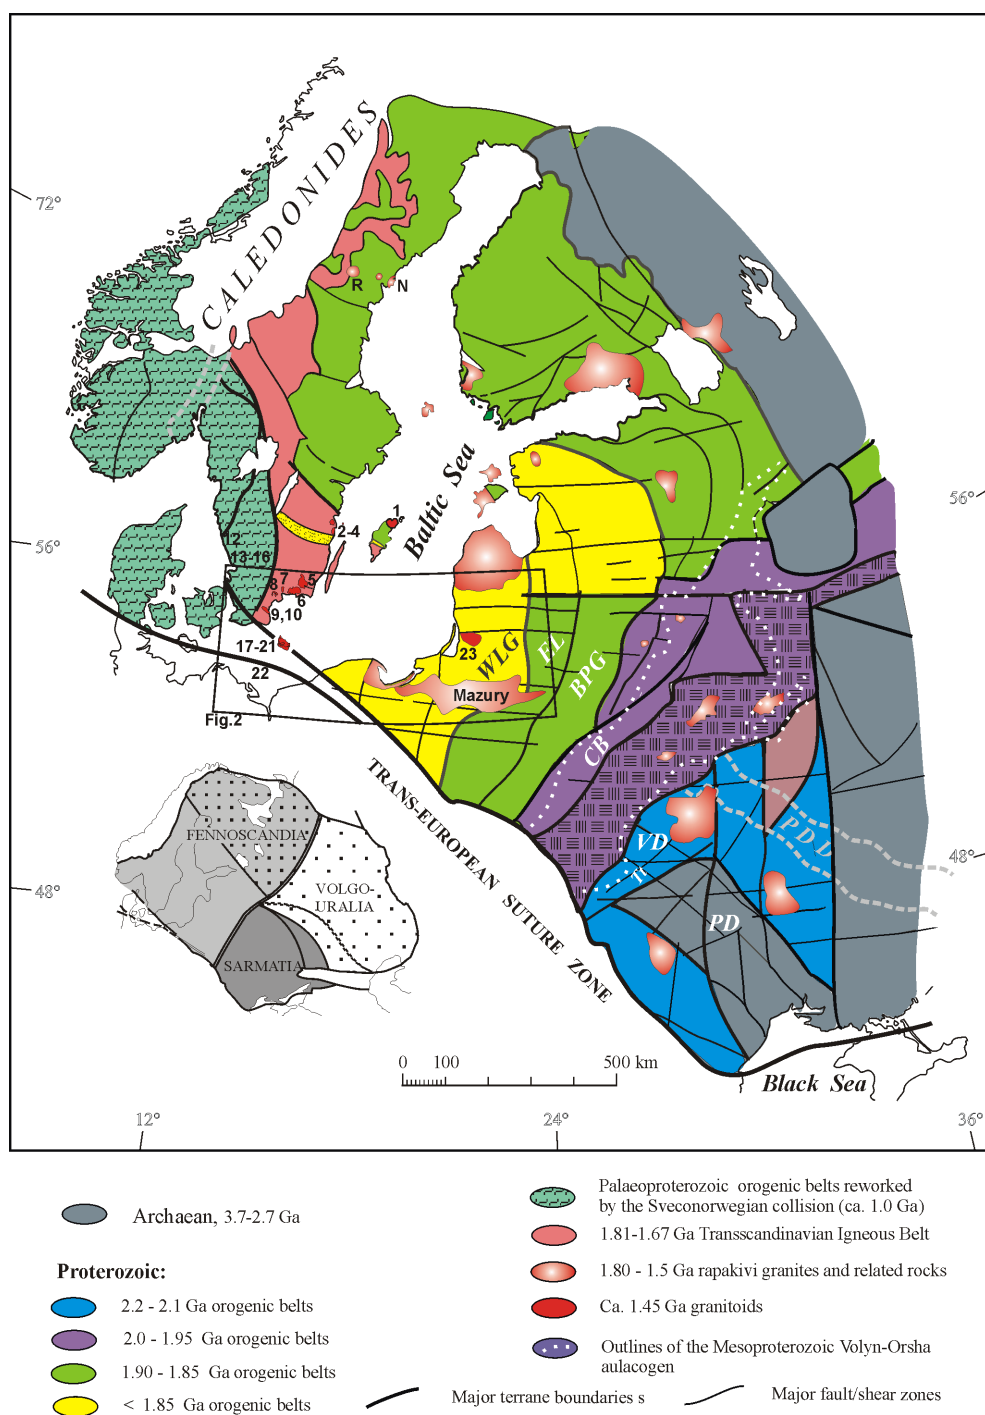 CALEDONIDES
72°
R
N
Baltic Sea
1
2-4
56°
56°
12
13-16
7
8
5
6
9,10
17-21
22
23
WLG
EL
BPG
CB
Mazury
Fig.2
TRANS-EUROPEAN SUTURE ZONE
VD
PDD
PD
48°
48°
FENNOSCANDIA
VOLGO-
URALIA
SARMATIA
0 100 500 km
Black Sea
12°
24°
36°
Archaean, 3.7-2.7 Ga
Proterozoic:
2.2 - 2.1 Ga orogenic belts
2.0 - 1.95 Ga orogenic belts
1.90 - 1.85 Ga orogenic belts
< 1.85 Ga orogenic belts
Palaeoproterozoic orogenic belts reworked
by the Sveconorwegian collision (ca. 1.0 Ga)
1.81-1.67 Ga Transscandinavian Igneous Belt
1.80 - 1.5 Ga rapakivi granites and related rocks
Ca. 1.45 Ga granitoids
Outlines of the Mesoproterozoic Volyn-Orsha
aulacogen
Major terrane boundaries s
Major fault/shear zones